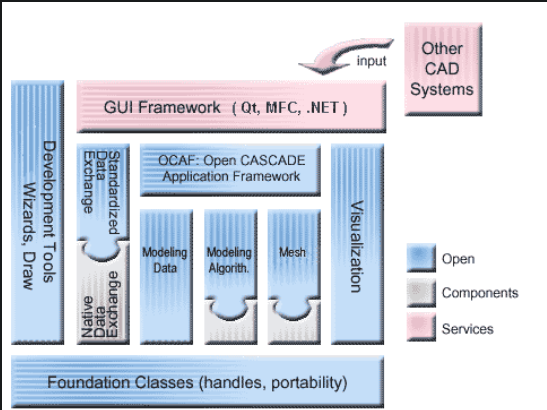 Other
CAD
Systems
input
GUI Framework ( Qt, MFC, .NET )
Development Tools
Wizards, Draw
Standardized
Data
Exchange
Native
Data
Exchange
OCAF: Open CASCADE
Application Framework
Modeling
Data
Modeling
Algorithm.
Mesh
Visualization
Open
Components
Services
Foundation Classes (handles, portability)